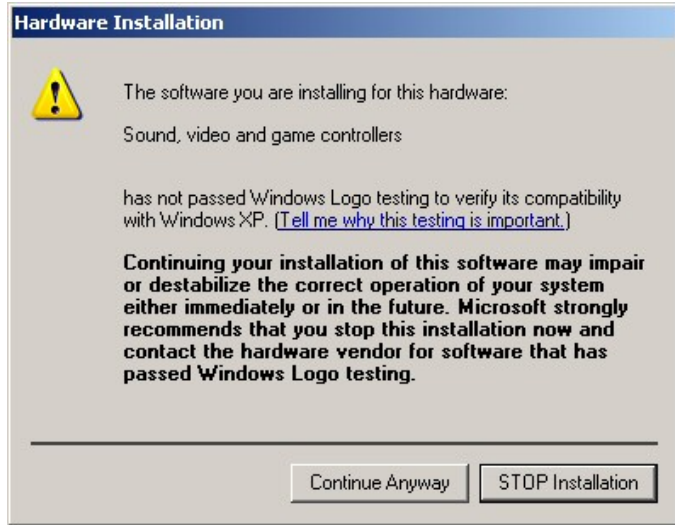 Hardware Installation
The software you are installing for this hardware:
Sound, video and game controllers
has not passed Windows Logo testing to verify its compatibility
with Windows XP. (Tell me why this testing is important.)
Continuing your installation of this software may impair
or destabilize the correct operation of your system
either immediately or in the future. Microsoft strongly
recommends that you stop this installation now and
contact the hardware vendor for software that has
passed Windows Logo testing.
Continue Anyway
STOP Installation